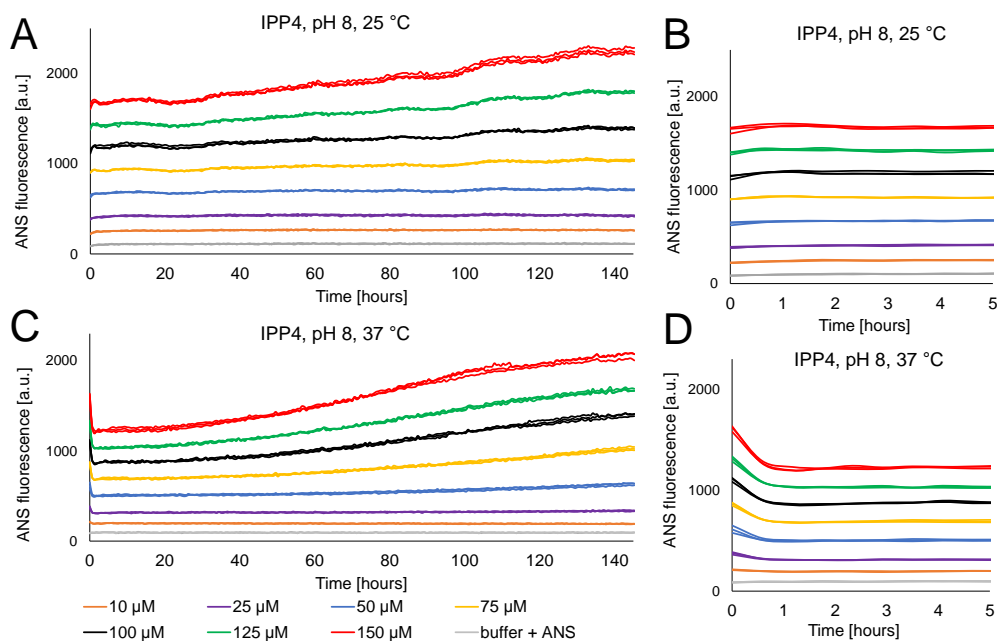 A
IPP4, pH 8, 25 °C
ANS fluorescence [a.u.]
2000
1000
0
0 20 40 60 80 100 120 140
Time [hours]
B
IPP4, pH 8, 25 °C
ANS fluorescence [a.u.]
2000
1000
0
0 1 2 3 4 5
Time [hours]
C
IPP4, pH 8, 37 °C
ANS fluorescence [a.u.]
2000
1000
0
0 20 40 60 80 100 120 140
Time [hours]
D
IPP4, pH 8, 37 °C
ANS fluorescence [a.u.]
2000
1000
0
0 1 2 3 4 5
Time [hours]
10 µM 25 µM 50 µM 75 µM
100 µM 125 µM 150 µM buffer + ANS